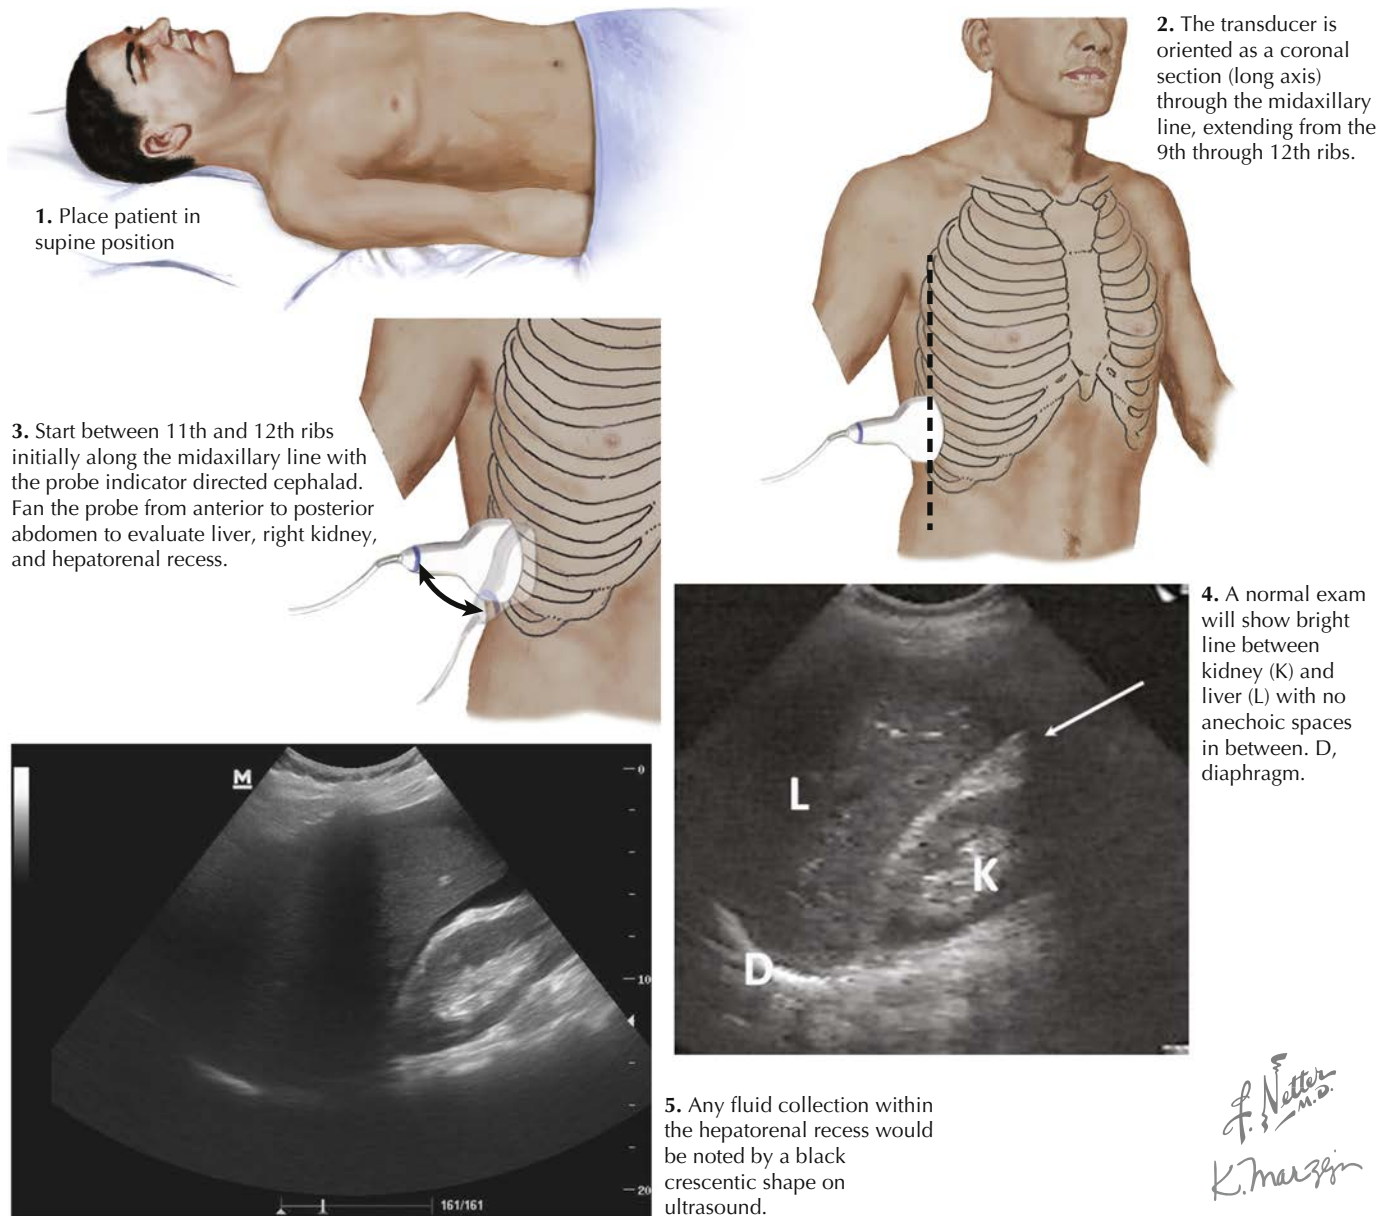 1. Place patient in
supine position
2. The transducer is
oriented as a coronal
section (long axis)
through the midaxillary
line, extending from the
9th through 12th ribs.
3. Start between 11th and 12th ribs
initially along the midaxillary line with
the probe indicator directed cephalad.
Fan the probe from anterior to posterior
abdomen to evaluate liver, right kidney,
and hepatorenal recess.
4. A normal exam
will show bright
line between
kidney (K) and
liver (L) with no
anechoic spaces
in between. D,
diaphragm.
L
K
D
M
0
10
20
161/161
5. Any fluid collection within
the hepatorenal recess would
be noted by a black
crescentic shape on
ultrasound.
F. Netter
M.D.
K. Marzejn